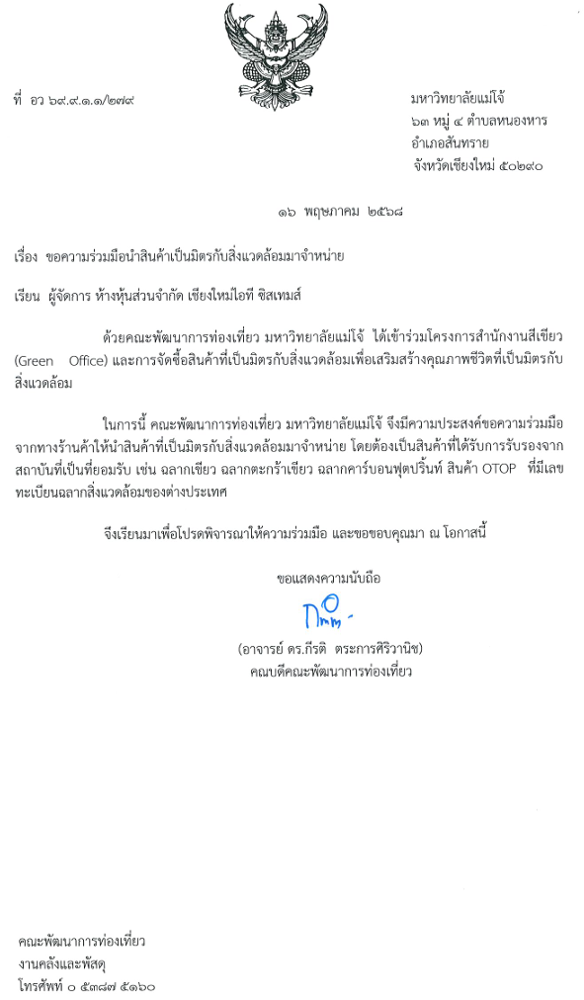 ที่ อว ๖๙.๙.๑.๑/๒๗๙
มหาวิทยาลัยแม่โจ้
๖๓ หมู่ ๔ ตำบลหนองหาร
อำเภอสันทราย
จังหวัดเชียงใหม่ ๕๐๒๙๐
๑๖ พฤษภาคม ๒๕๖๘
เรื่อง ขอความร่วมมือนำสินค้าเป็นมิตรกับสิ่งแวดล้อมมาจำหน่าย
เรียน ผู้จัดการ ห้างหุ้นส่วนจำกัด เชียงใหม่ไอที ซิสเทมส์
ด้วยคณะพัฒนาการท่องเที่ยว มหาวิทยาลัยแม่โจ้ ได้เข้าร่วมโครงการสำนักงานสีเขียว
(Green Office) และการจัดซื้อสินค้าที่เป็นมิตรกับสิ่งแวดล้อมเพื่อเสริมสร้างคุณภาพชีวิตที่เป็นมิตรกับ
สิ่งแวดล้อม
ในการนี้ คณะพัฒนาการท่องเที่ยว มหาวิทยาลัยแม่โจ้ จึงมีความประสงค์ขอความร่วมมือ
จากทางร้านค้าให้นำสินค้าที่เป็นมิตรกับสิ่งแวดล้อมมาจำหน่าย โดยต้องเป็นสินค้าที่ได้รับการรับรองจาก
สถาบันที่เป็นที่ยอมรับ เช่น ฉลากเขียว ฉลากตะกร้าเขียว ฉลากคาร์บอนฟุตปริ้นท์ สินค้า OTOP ที่มีเลข
ทะเบียนฉลากสิ่งแวดล้อมของต่างประเทศ
จึงเรียนมาเพื่อโปรดพิจารณาให้ความร่วมมือ และขอขอบคุณมา ณ โอกาสนี้
ขอแสดงความนับถือ
(อาจารย์ ดร.กีรติ ตระการศิริวานิช)
คณบดีคณะพัฒนาการท่องเที่ยว
คณะพัฒนาการท่องเที่ยว
งานคลังและพัสดุ
โทรศัพท์ ๐ ๕๓๘๗ ๕๑๖๐